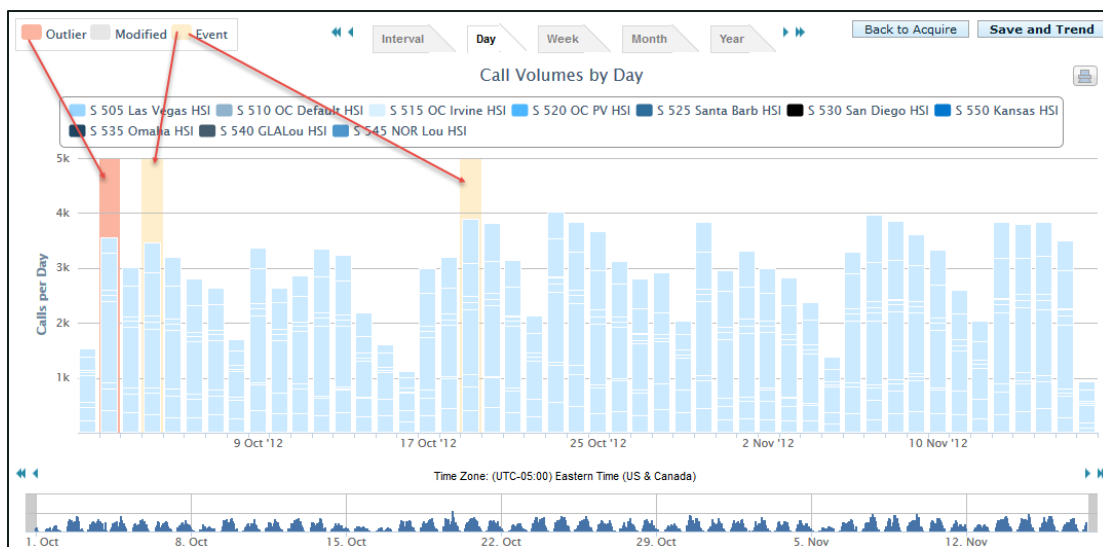 Outlier Modified Event
Interval Day Week Month Year
Back to Acquire Save and Trend
Call Volumes by Day
S 505 Las Vegas HSI S 510 OC Default HSI S 515 OC Irvine HSI S 520 OC PV HSI S 525 Santa Barb HSI S 530 San Diego HSI S 550 Kansas HSI
S 535 Omaha HSI S 540 GLALou HSI S 545 NOR Lou HSI
Calls per Day
5k
4k
3k
2k
1k
9 Oct '12 17 Oct '12 25 Oct '12 2 Nov '12 10 Nov '12
Time Zone: (UTC-05:00) Eastern Time (US & Canada)
1. Oct 8. Oct 15. Oct 22. Oct 29. Oct 5. Nov 12. Nov